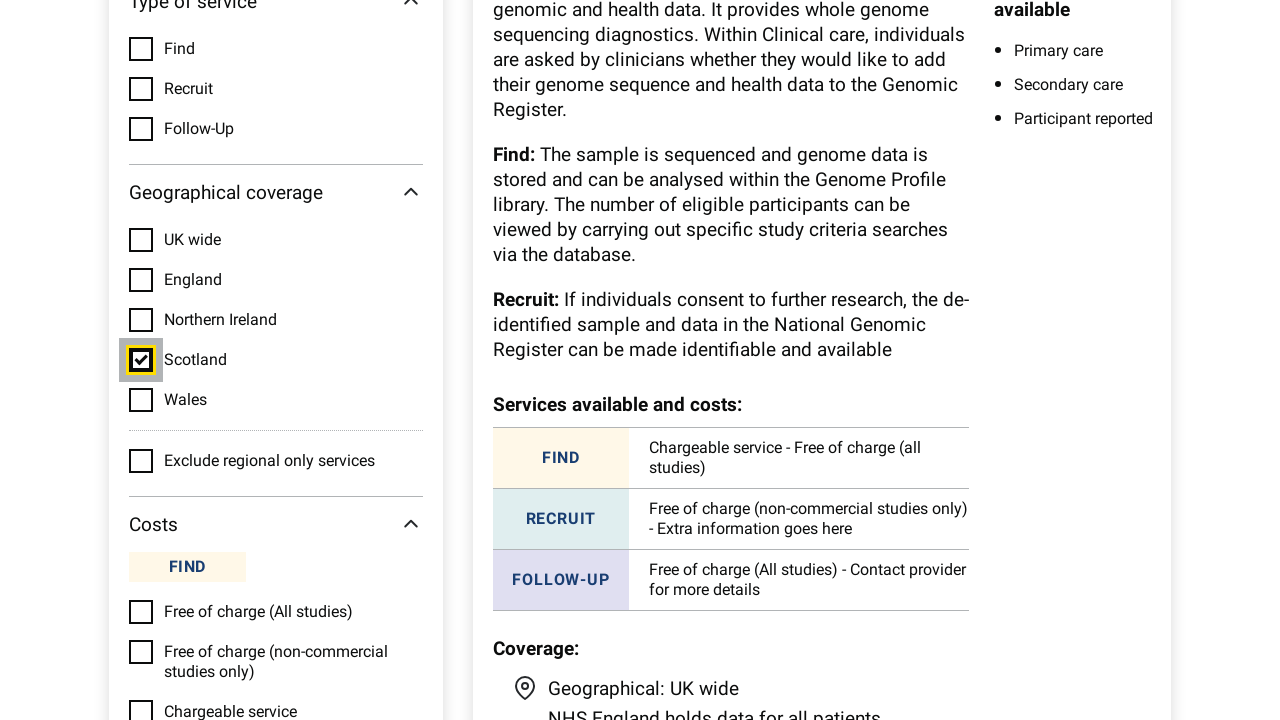 Type of service
Find
Recruit
Follow-Up
Geographical coverage
UK wide
England
Northern Ireland
Scotland
Wales
Exclude regional only services
Costs
FIND
Free of charge (All studies)
Free of charge (non-commercial
studies only)
Chargeable service
genomic and health data. It provides whole genome
sequencing diagnostics. Within Clinical care, individuals
are asked by clinicians whether they would like to add
their genome sequence and health data to the Genomic
Register.
Find: The sample is sequenced and genome data is
stored and can be analysed within the Genome Profile
library. The number of eligible participants can be
viewed by carrying out specific study criteria searches
via the database.
Recruit: If individuals consent to further research, the de-
identified sample and data in the National Genomic
Register can be made identifiable and available
Services available and costs:
FIND
Chargeable service - Free of charge (all
studies)
RECRUIT
Free of charge (non-commercial studies only)
- Extra information goes here
FOLLOW-UP
Free of charge (All studies) - Contact provider
for more details
Coverage:
Geographical: UK wide
NHS England holds data for all patients
available
Primary care
Secondary care
Participant reported